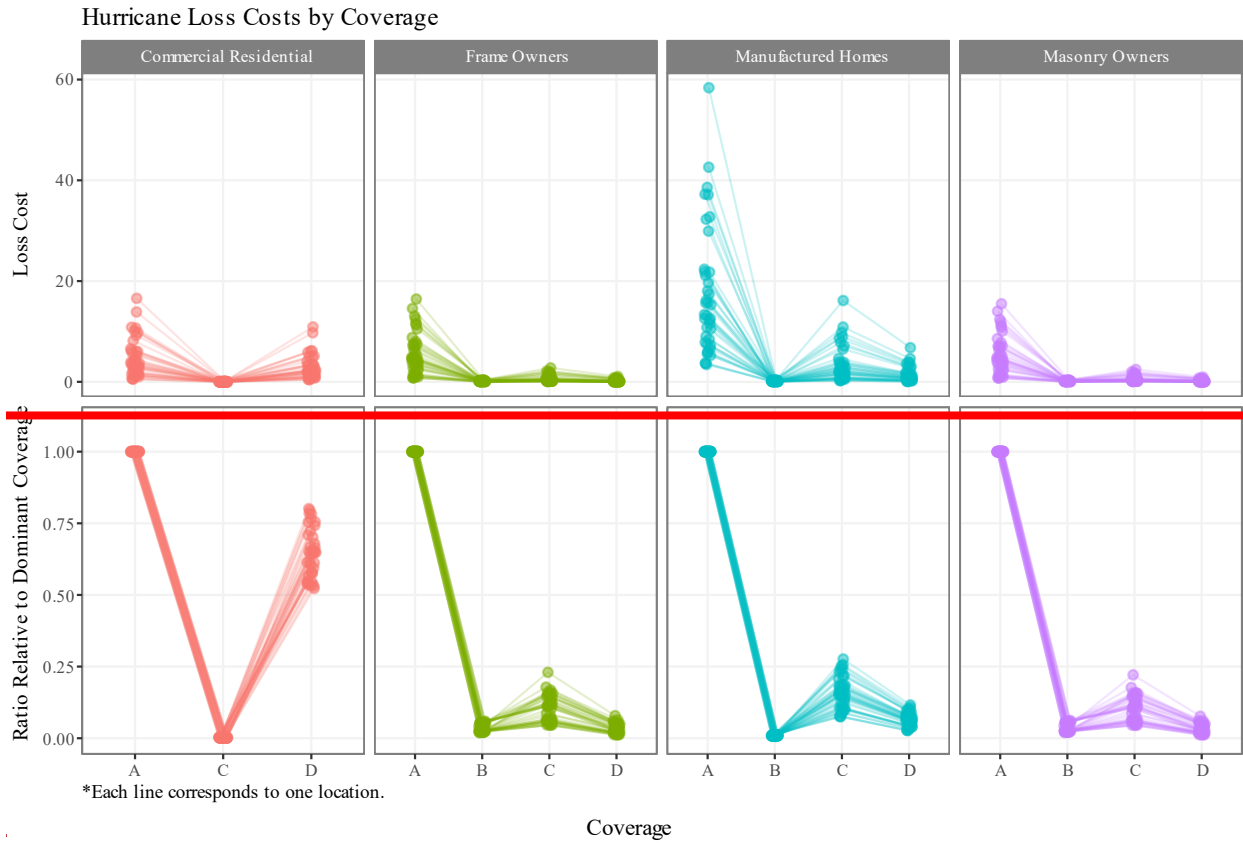 Hurricane Loss Costs by Coverage
Commercial Residential Frame Owners Manufactured Homes Masonry Owners
Loss Cost
60
40
20
0
Ratio Relative to Dominant Coverage
1.00
0.75
0.50
0.25
0.00
A C D A B C D A B C D A B C D
*Each line corresponds to one location.
Coverage